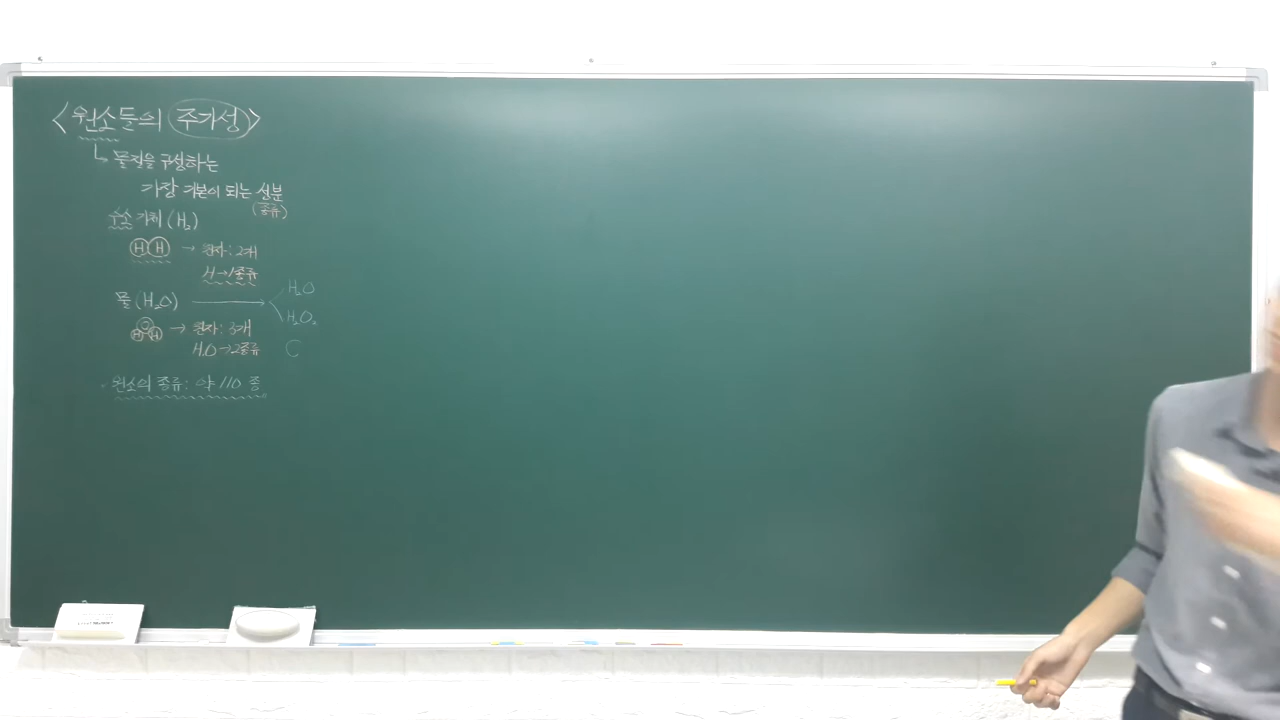 <원소들의 주기성>
↳ 물질을 구성하는
가장 기본이 되는 성분
(종류)
수소 기체 (H₂)
HH → 원자 : 2개
H → 1종류
물 (H₂O) → H₂O
H₂O₂
HOH → 원자 : 3개
H,O → 2종류 C
원소의 종류 : 약 110 종